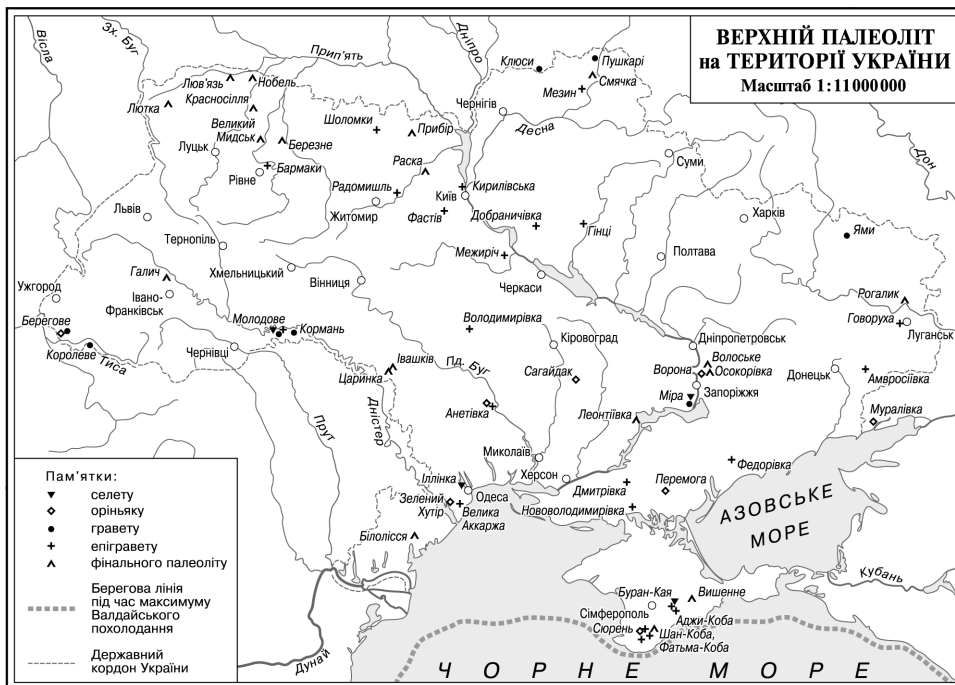 ВЕРХНІЙ ПАЛЕОЛІТ
на ТЕРИТОРІЇ УКРАЇНИ
Масштаб 1:11000000
Вісла
Зх. Буг
Прип'ять
Дніпро
Клюси
Пушкарі
Смячка
Мезин
Люв'язь
Нобель
Красносілля
Лютка
Чернігів
Десна
Великий
Мидськ
Шоломки
Прибір
Березне
Луцьк
Бармаки
Рівне
Раска
Суми
Дон
Радомишль
Кирилівська
Київ
Житомир
Фастів
Добраничівка
Гінці
Харків
Ями
Львів
Тернопіль
Межиріч
Полтава
Галич
Хмельницький
Вінниця
Черкаси
Ужгород
Івано-
Франківськ
Рогалик
Берегове
Молодове
Кормань
Володимирівка
Говоруха
Луганськ
Королеве
Тиса
Чернівці
Кіровоград
Дніпропетровськ
Івашків
Царинка
Пд. Буг
Сагайдак
Волоське
Ворона
Осокорівка
Донецьк
Амвросіївка
Запоріжжя
Міра
Анетівка
Леонтіївка
Муралівка
Прут
Дністер
Миколаїв
Херсон
Федорівка
Іллінка
Одеса
Дмитрівка
Перемога
Зелений
Хутір
Велика
Аккаржа
Нововолодимирівка
АЗОВСЬКЕ
МОРЕ
Білолісся
Кубань
Буран-Кая
Вишенне
Сімферополь
Аджи-Коба
Сюрень
Шан-Коба,
Фатьма-Коба
Дунай
ЧОРНЕ МОРЕ
Пам'ятки:
селету
оріньяку
гравету
епігравету
фінального палеоліту
Берегова лінія
під час максимуму
Валдайського
похолодання
Державний
кордон України